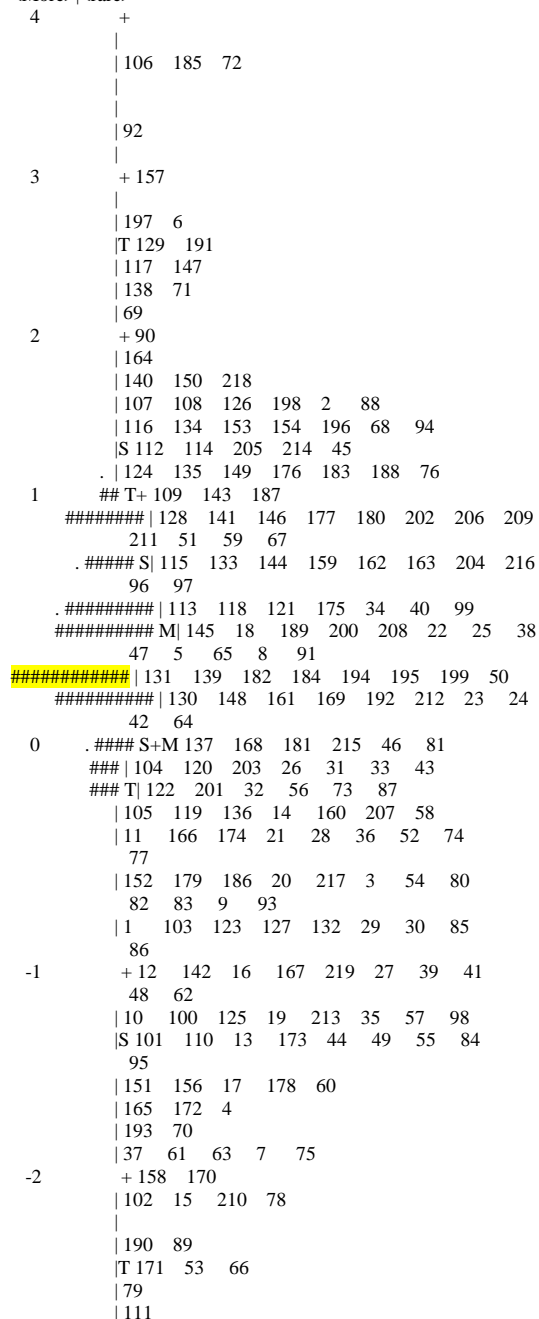 4 +
|
| 106 185 72
|
|
| 92
|
3 + 157
|
| 197 6
|T 129 191
| 117 147
| 138 71
| 69
2 + 90
| 164
| 140 150 218
| 107 108 126 198 2 88
| 116 134 153 154 196 68 94
|S 112 114 205 214 45
. | 124 135 149 176 183 188 76
1 ## T+ 109 143 187
######## | 128 141 146 177 180 202 206 209
211 51 59 67
. ##### S| 115 133 144 159 162 163 204 216
96 97
. ######### | 113 118 121 175 34 40 99
########## M| 145 18 189 200 208 22 25 38
47 5 65 8 91
############ | 131 139 182 184 194 195 199 50
########## | 130 148 161 169 192 212 23 24
42 64
0 . #### S+M 137 168 181 215 46 81
### | 104 120 203 26 31 33 43
### T| 122 201 32 56 73 87
| 105 119 136 14 160 207 58
| 11 166 174 21 28 36 52 74
77
| 152 179 186 20 217 3 54 80
82 83 9 93
| 1 103 123 127 132 29 30 85
86
-1 + 12 142 16 167 219 27 39 41
48 62
| 10 100 125 19 213 35 57 98
|S 101 110 13 173 44 49 55 84
95
| 151 156 17 178 60
| 165 172 4
| 193 70
| 37 61 63 7 75
-2 + 158 170
| 102 15 210 78
|
| 190 89
|T 171 53 66
| 79
| 111